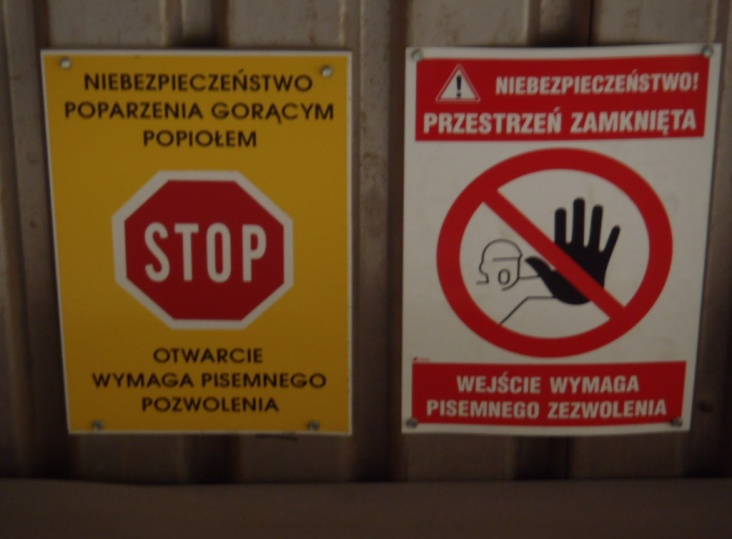 NIEBEZPIECZEŃSTWO
POPARZENIA GORĄCYM
POPIOŁEM
STOP
OTWARCIE
WYMAGA PISEMNEGO
POZWOLENIA
NIEBEZPIECZEŃSTWO!
PRZESTRZEŃ ZAMKNIĘTA
WEJŚCIE WYMAGA
PISEMNEGO ZEZWOLENIA